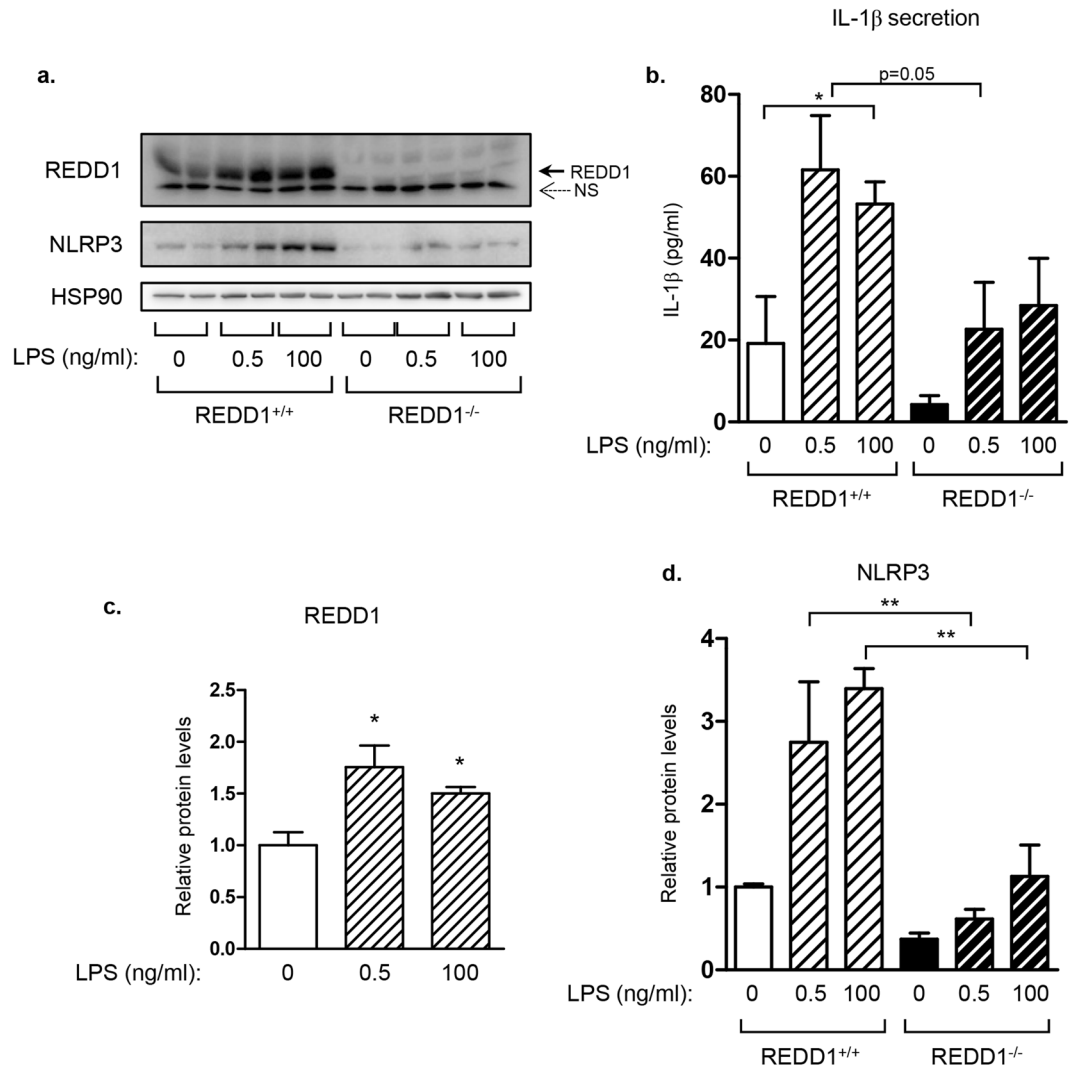 IL-1β secretion
a.
REDD1
REDD1
NS
NLRP3
HSP90
LPS (ng/ml): 0 0.5 100 0 0.5 100
REDD1+/+ REDD1-/-
b.
p=0.05
*
80
60
40
20
0
IL-1β (pg/ml)
LPS (ng/ml): 0 0.5 100 0 0.5 100
REDD1+/+ REDD1-/-
c.
REDD1
2.5
2.0
1.5
1.0
0.5
0.0
Relative protein levels
* *
LPS (ng/ml): 0 0.5 100
d.
NLRP3
**
**
4
3
2
1
0
Relative protein levels
LPS (ng/ml): 0 0.5 100 0 0.5 100
REDD1+/+ REDD1-/-